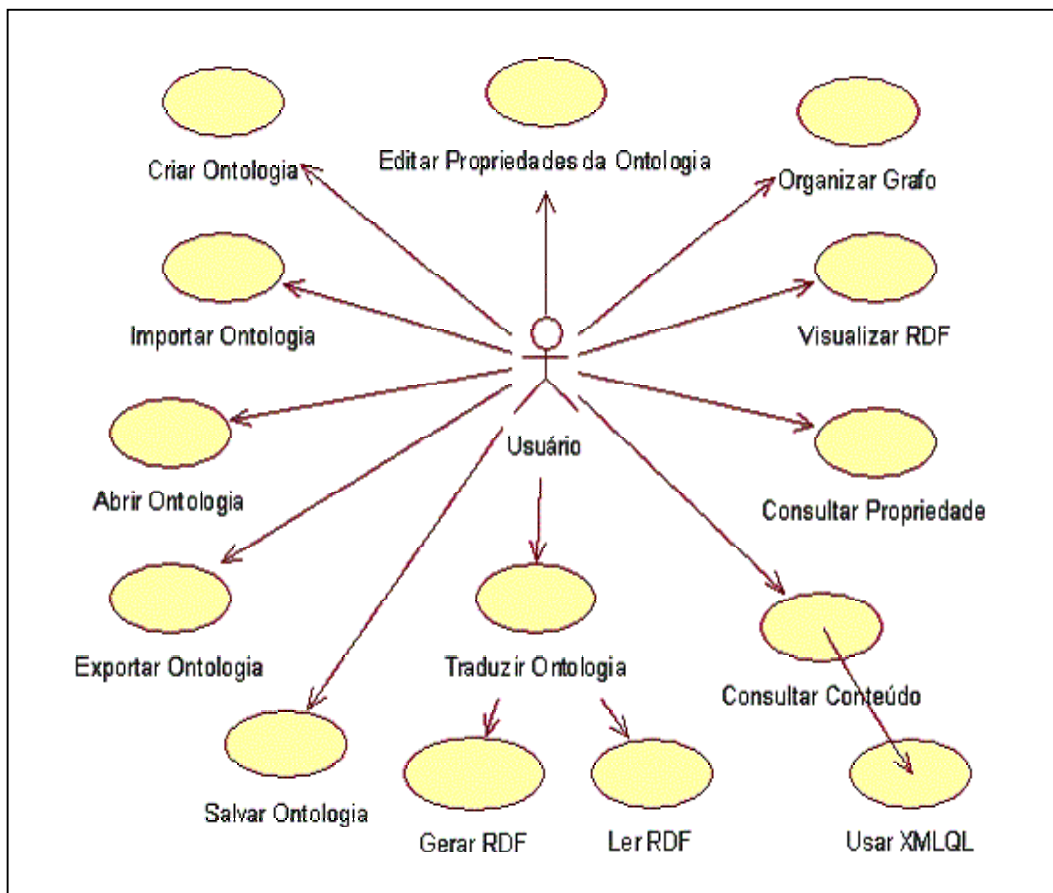 Criar Ontologia
Editar Propriedades da Ontologia
Organizar Grafo
Importar Ontologia
Visualizar RDF
Usuário
Abrir Ontologia
Consultar Propriedade
Exportar Ontologia
Traduzir Ontologia
Consultar Conteúdo
Salvar Ontologia
Gerar RDF
Ler RDF
Usar XMLQL